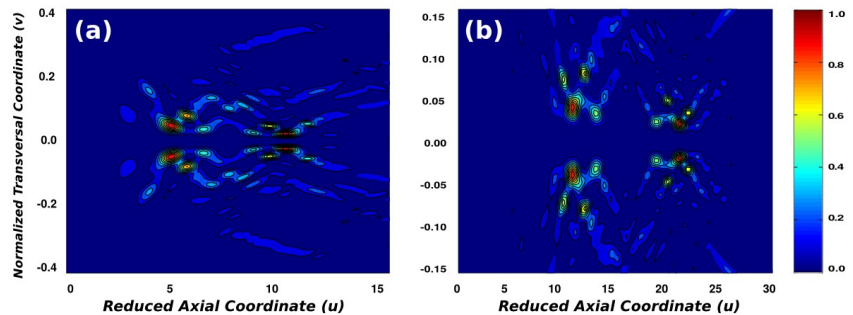 (a)
Normalized Transversal Coordinate (v)
0.4
0.2
0.0
-0.2
-0.4
0 5 10 15
Reduced Axial Coordinate (u)
(b)
0.15
0.10
0.05
0.00
-0.05
-0.10
-0.15
0 5 10 15 20 25 30
Reduced Axial Coordinate (u)
1.0
0.8
0.6
0.4
0.2
0.0